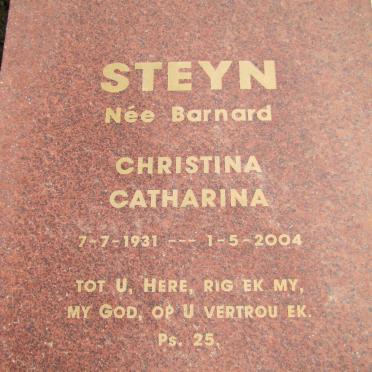 STEYN
Née Barnard
CHRISTINA
CATHARINA
7-7-1931 --- 1-5-2004
TOT U, HERE, RIG EK MY,
MY GOD, OP U VERTROU EK.
Ps. 25.